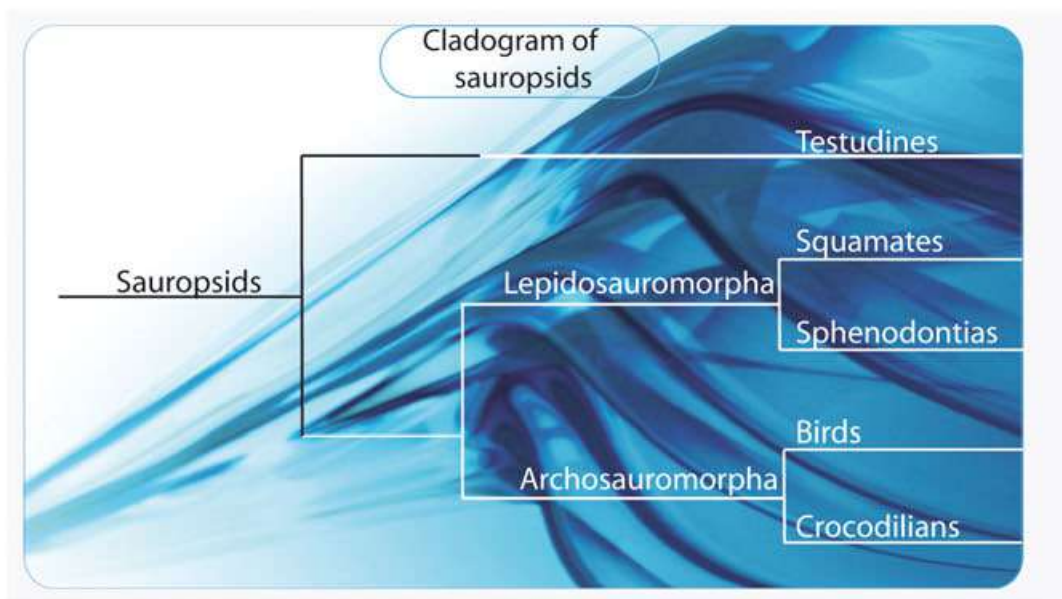 Cladogram of
sauropsids
Testudines
Squamates
Sauropsids
Lepidosauromorpha
Sphenodontias
Birds
Archosauromorpha
Crocodilians